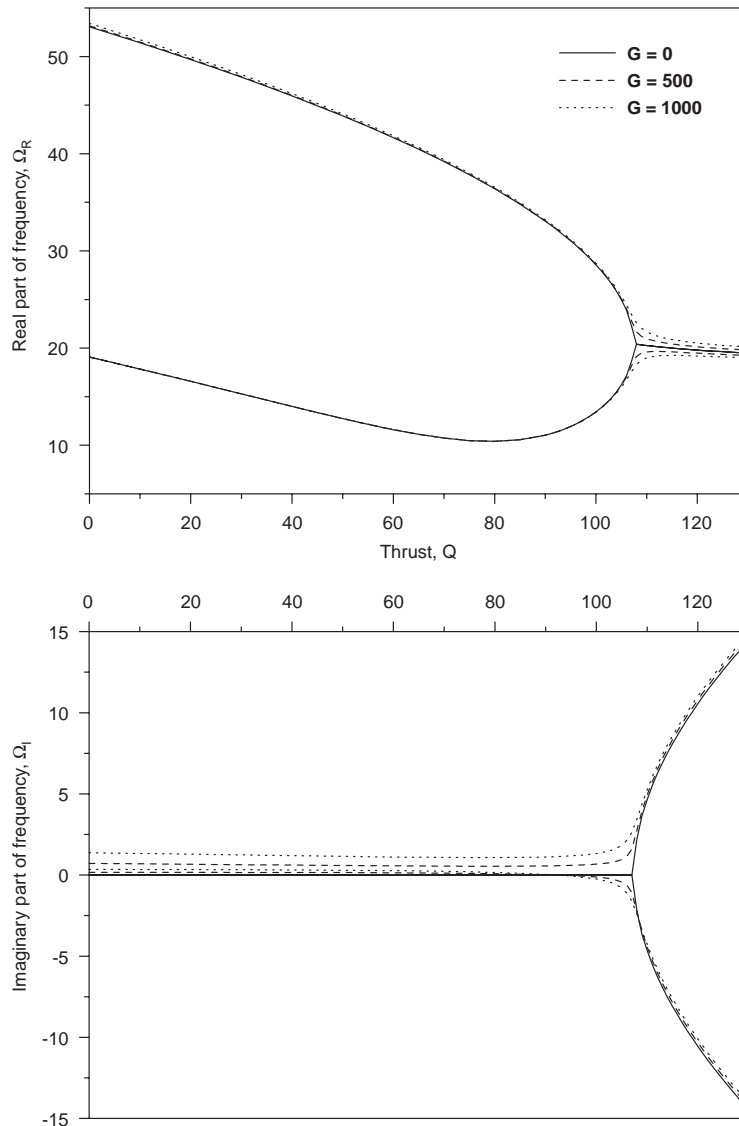 50
40
30
20
10
Real part of frequency, Ω_R
G = 0
G = 500
G = 1000
0 20 40 60 80 100 120
Thrust, Q
0 20 40 60 80 100 120
15
10
5
0
-5
-10
-15
Imaginary part of frequency, Ω_I